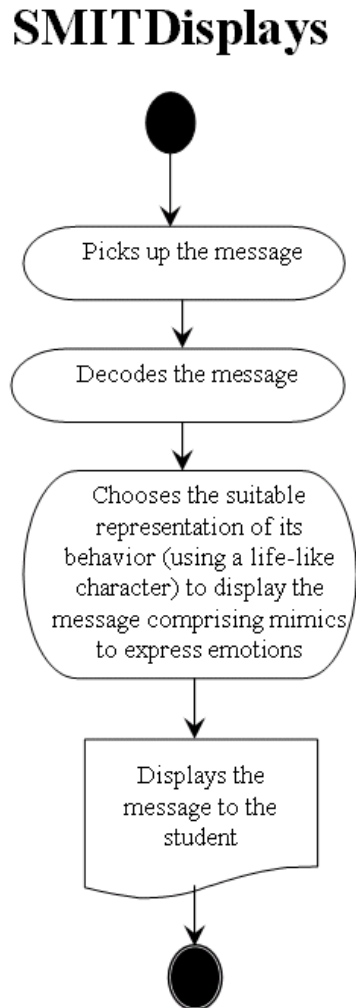 SMITDisplays
Picks up the message
Decodes the message
Chooses the suitable
representation of its
behavior (using a life-like
character) to display the
message comprising mimics
to express emotions
Displays the
message to the
student